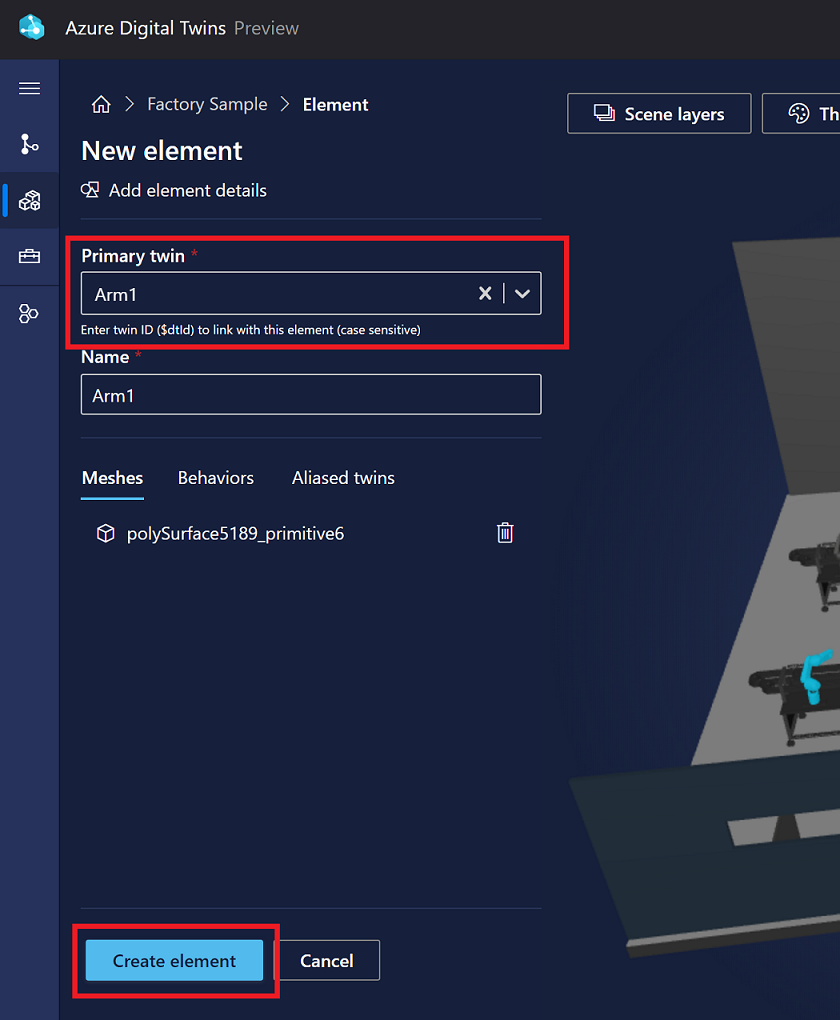 Azure Digital Twins Preview
Factory Sample Element
Scene layers Th
New element
Add element details
Primary twin *
Arm1
Enter twin ID ($dtId) to link with this element (case sensitive)
Name *
Arm1
Meshes Behaviors Aliased twins
polySurface5189_primitive6
Create element Cancel